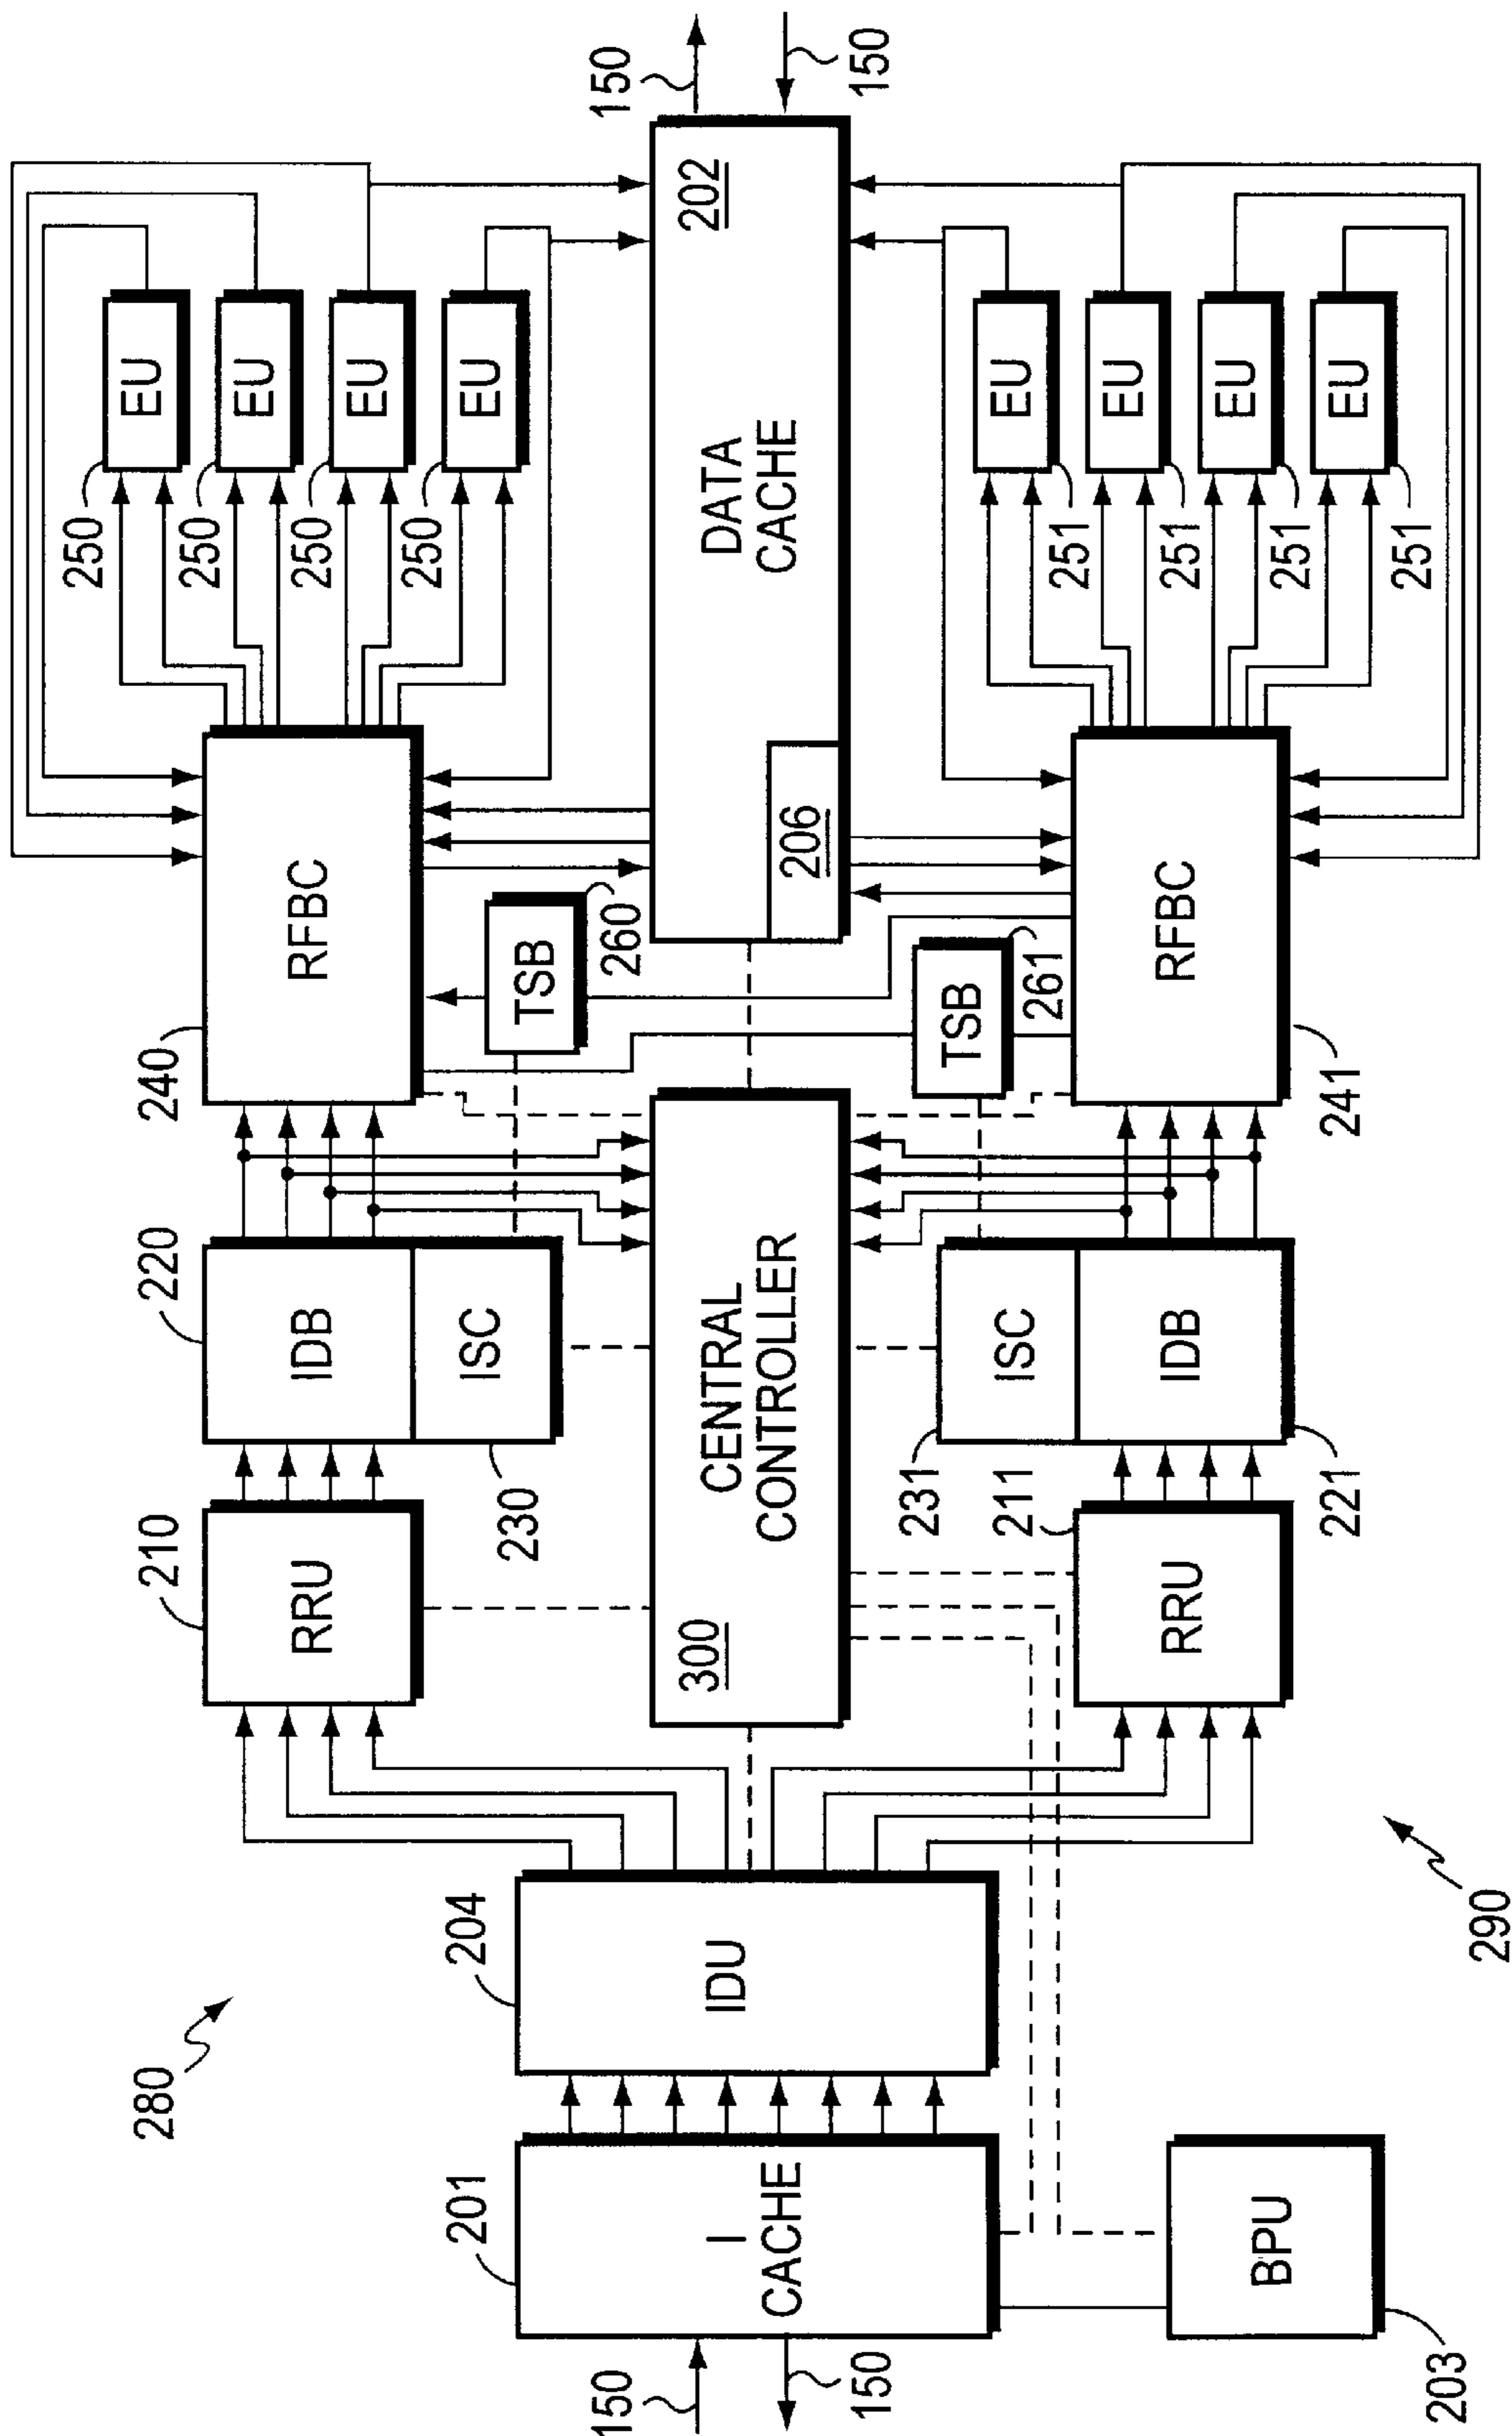 280
290
150
150
201
I
CACHE
203
BPU
204
IDU
210
RRU
220
IDB
ISC
230
240
RFBC
TSB
260
250
EU
250
EU
250
EU
250
EU
300
CENTRAL
CONTROLLER
DATA
CACHE
202
206
150
150
211
RRU
231
ISC
IDB
221
TSB
261
RFBC
241
EU
251
EU
251
EU
251
EU
251